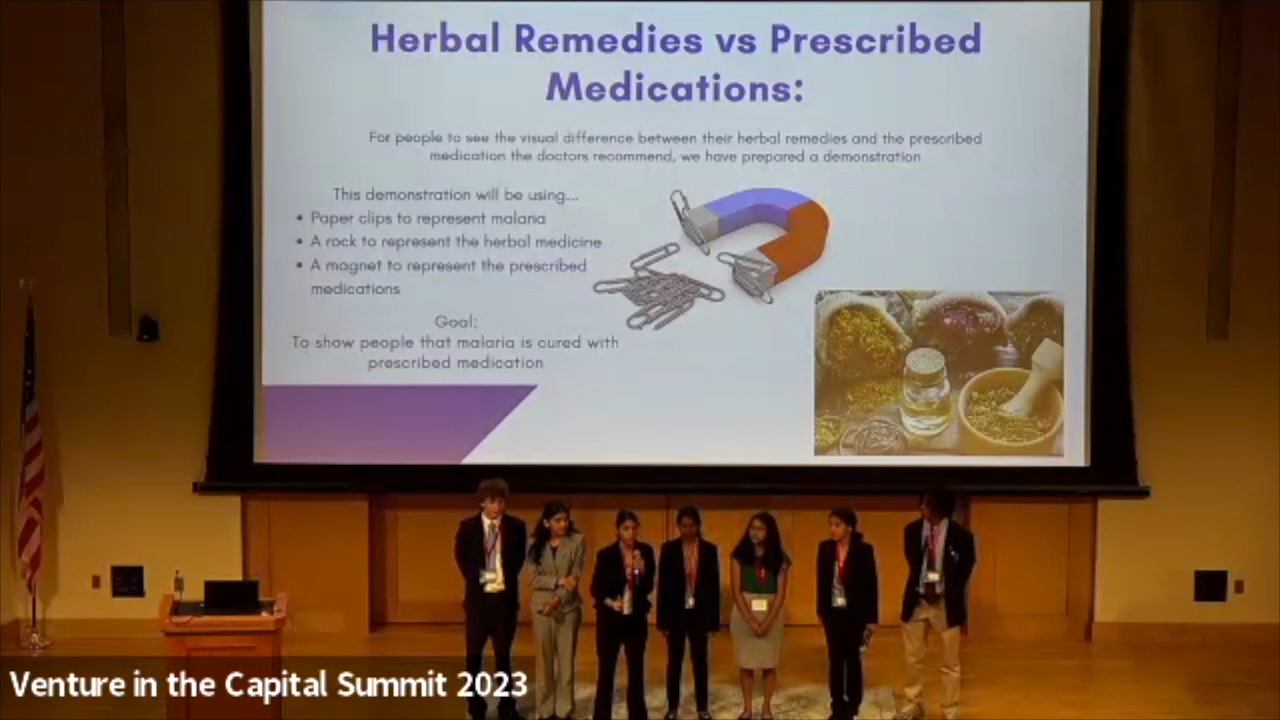 Herbal Remedies vs Prescribed
Medications:
For people to see the visual difference between their herbal remedies and the prescribed
medication the doctors recommend, we have prepared a demonstration
This demonstration will be using...
• Paper clips to represent malaria
• A rock to represent the herbal medicine
• A magnet to represent the prescribed
medications
Goal:
To show people that malaria is cured with
prescribed medication
Venture in the Capital Summit 2023